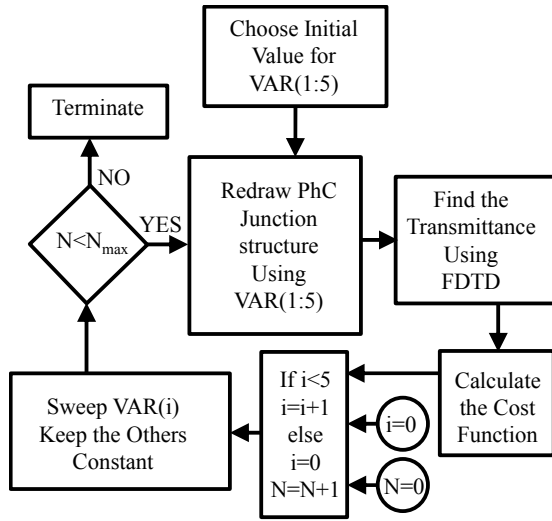 Choose Initial
Value for
VAR(1:5)
Terminate
NO
N<N_max
YES
Redraw PhC
Junction
structure
Using
VAR(1:5)
Find the
Transmittance
Using
FDTD
Calculate
the Cost
Function
If i<5
i=i+1
else
i=0
N=N+1
i=0
N=0
Sweep VAR(i)
Keep the Others
Constant